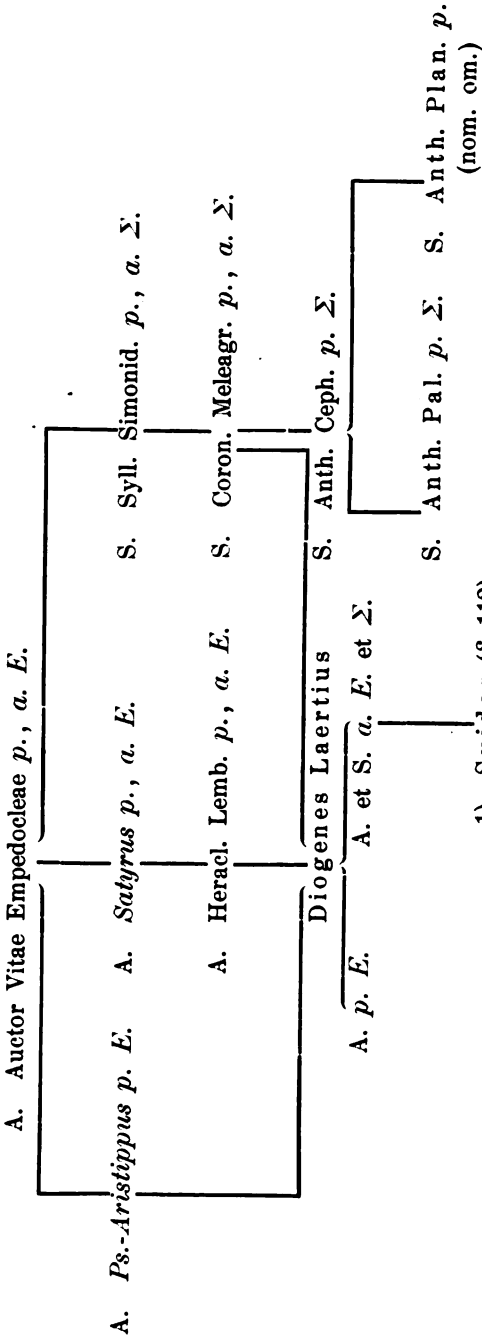 A. Auctor Vitae Empedocleae p., a. E.
A. Ps.-Aristippus p. E. A. Satyrus p., a. E. S. Syll. Simonid. p., a. Σ.
A. Heracl. Lemb. p., a. E. S. Coron. Meleagr. p., a. Σ.
Diogenes Laertius S. Anth. Ceph. p. Σ.
A. p. E. A. et S. a. E. et Σ.
S. Anth. Pal. p. Σ. S. Anth. Plan. p.
(nom. om.)